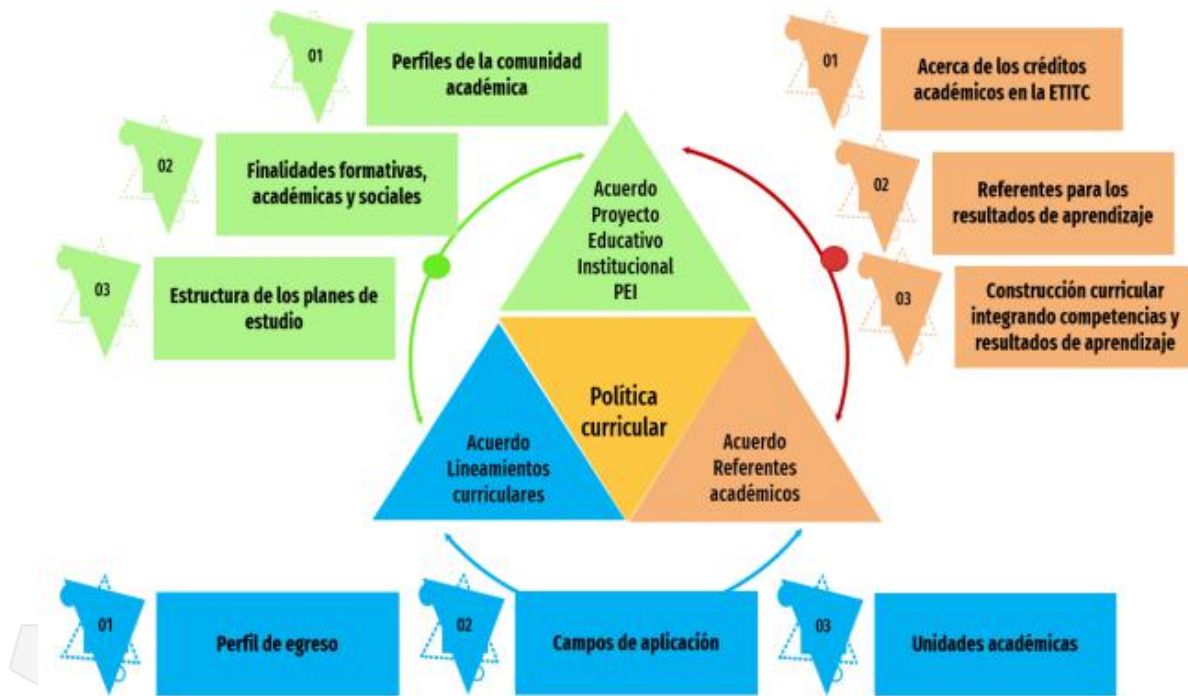 01
Perfiles de la comunidad
académica
02
Finalidades formativas,
académicas y sociales
03
Estructura de los planes de
estudio
01
Acerca de los créditos
académicos en la ETITC
02
Referentes para los
resultados de aprendizaje
03
Construcción curricular
integrando competencias y
resultados de aprendizaje
Acuerdo
Proyecto
Educativo
Institucional
PEI
Política
curricular
Acuerdo
Lineamientos
curriculares
Acuerdo
Referentes
académicos
01
Perfil de egreso
02
Campos de aplicación
03
Unidades académicas